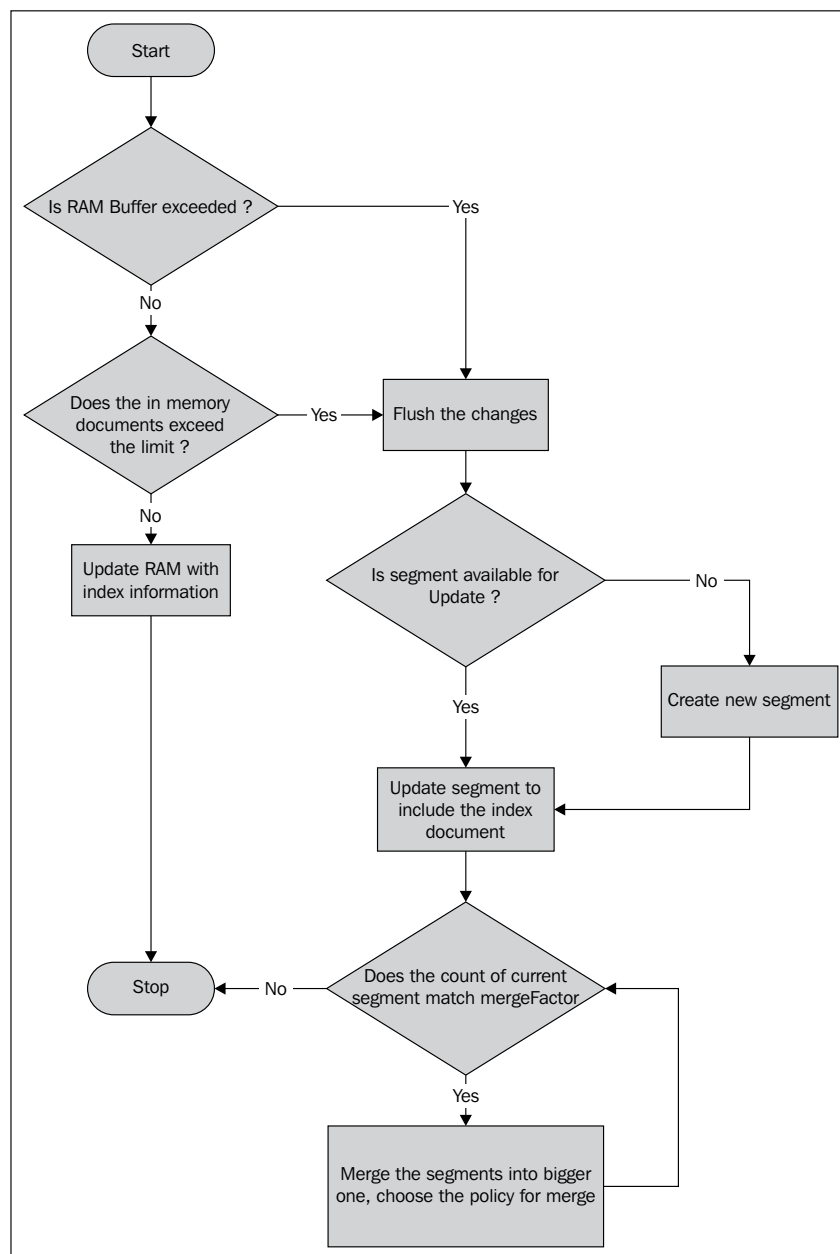 Start
Is RAM Buffer exceeded ?
Yes
No
Does the in memory
documents exceed
the limit ?
Yes
Flush the changes
No
Update RAM with
index information
Is segment available for
Update ?
No
Create new segment
Yes
Update segment to
include the index
document
Does the count of current
segment match mergeFactor
No
Stop
Yes
Merge the segments into bigger
one, choose the policy for merge